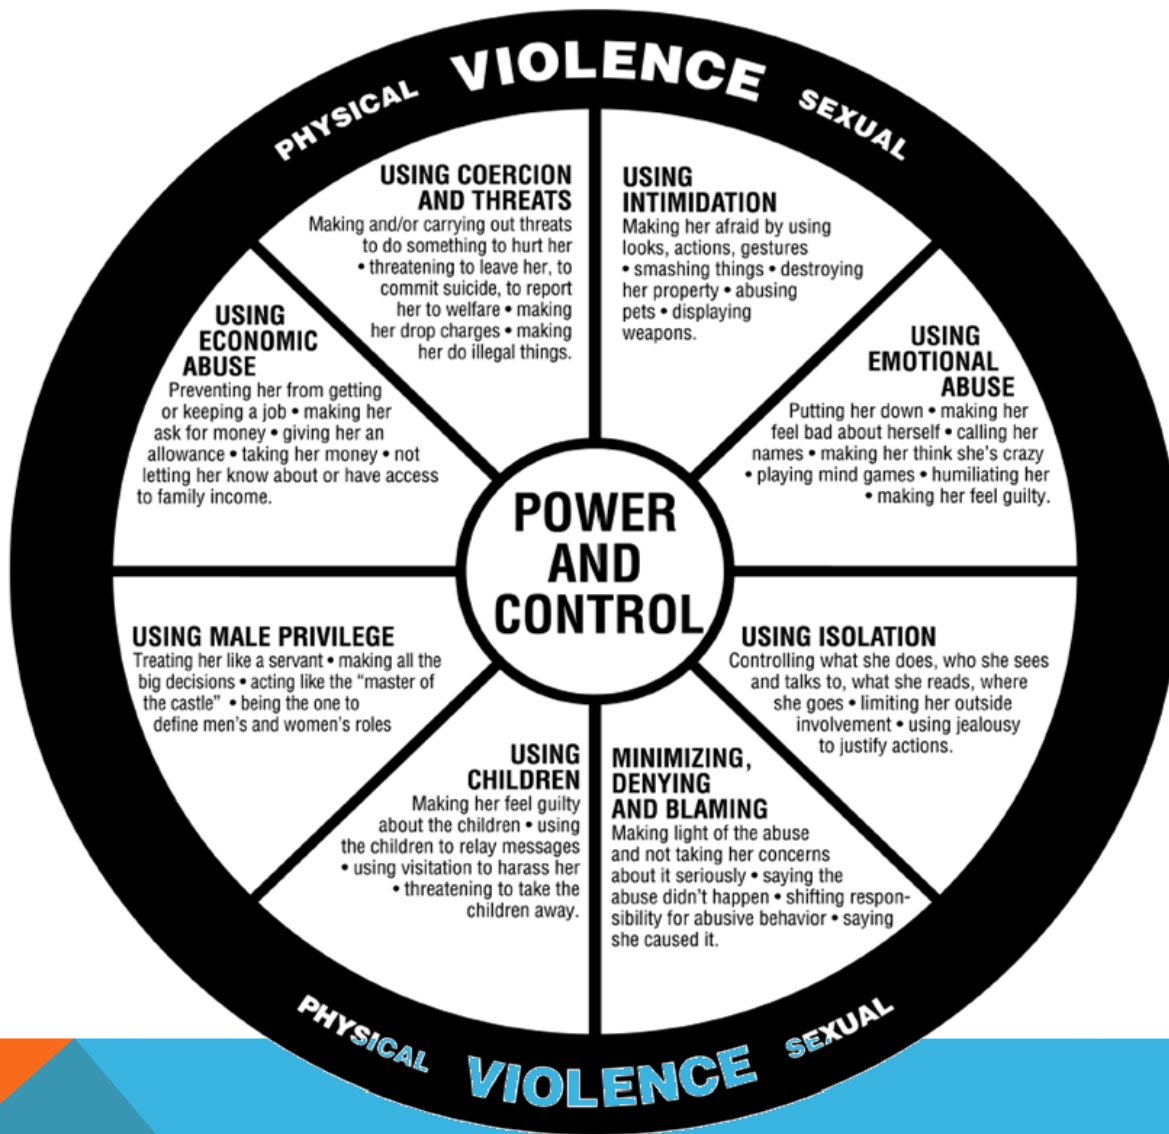 PHYSICAL VIOLENCE SEXUAL
USING COERCION
AND THREATS
Making and/or carrying out threats
to do something to hurt her
• threatening to leave her, to
commit suicide, to report
her to welfare • making
her drop charges • making
her do illegal things.
USING
INTIMIDATION
Making her afraid by using
looks, actions, gestures
• smashing things • destroying
her property • abusing
pets • displaying
weapons.
USING
ECONOMIC
ABUSE
Preventing her from getting
or keeping a job • making her
ask for money • giving her an
allowance • taking her money • not
letting her know about or have access
to family income.
USING
EMOTIONAL
ABUSE
Putting her down • making her
feel bad about herself • calling her
names • making her think she's crazy
• playing mind games • humiliating her
• making her feel guilty.
POWER
AND
CONTROL
USING MALE PRIVILEGE
Treating her like a servant • making all the
big decisions • acting like the “master of
the castle” • being the one to
define men's and women's roles
USING ISOLATION
Controlling what she does, who she sees
and talks to, what she reads, where
she goes • limiting her outside
involvement • using jealousy
to justify actions.
USING
CHILDREN
Making her feel guilty
about the children • using
the children to relay messages
• using visitation to harass her
• threatening to take the
children away.
MINIMIZING,
DENYING
AND BLAMING
Making light of the abuse
and not taking her concerns
about it seriously • saying the
abuse didn't happen • shifting respon-
sibility for abusive behavior • saying
she caused it.
PHYSICAL VIOLENCE SEXUAL